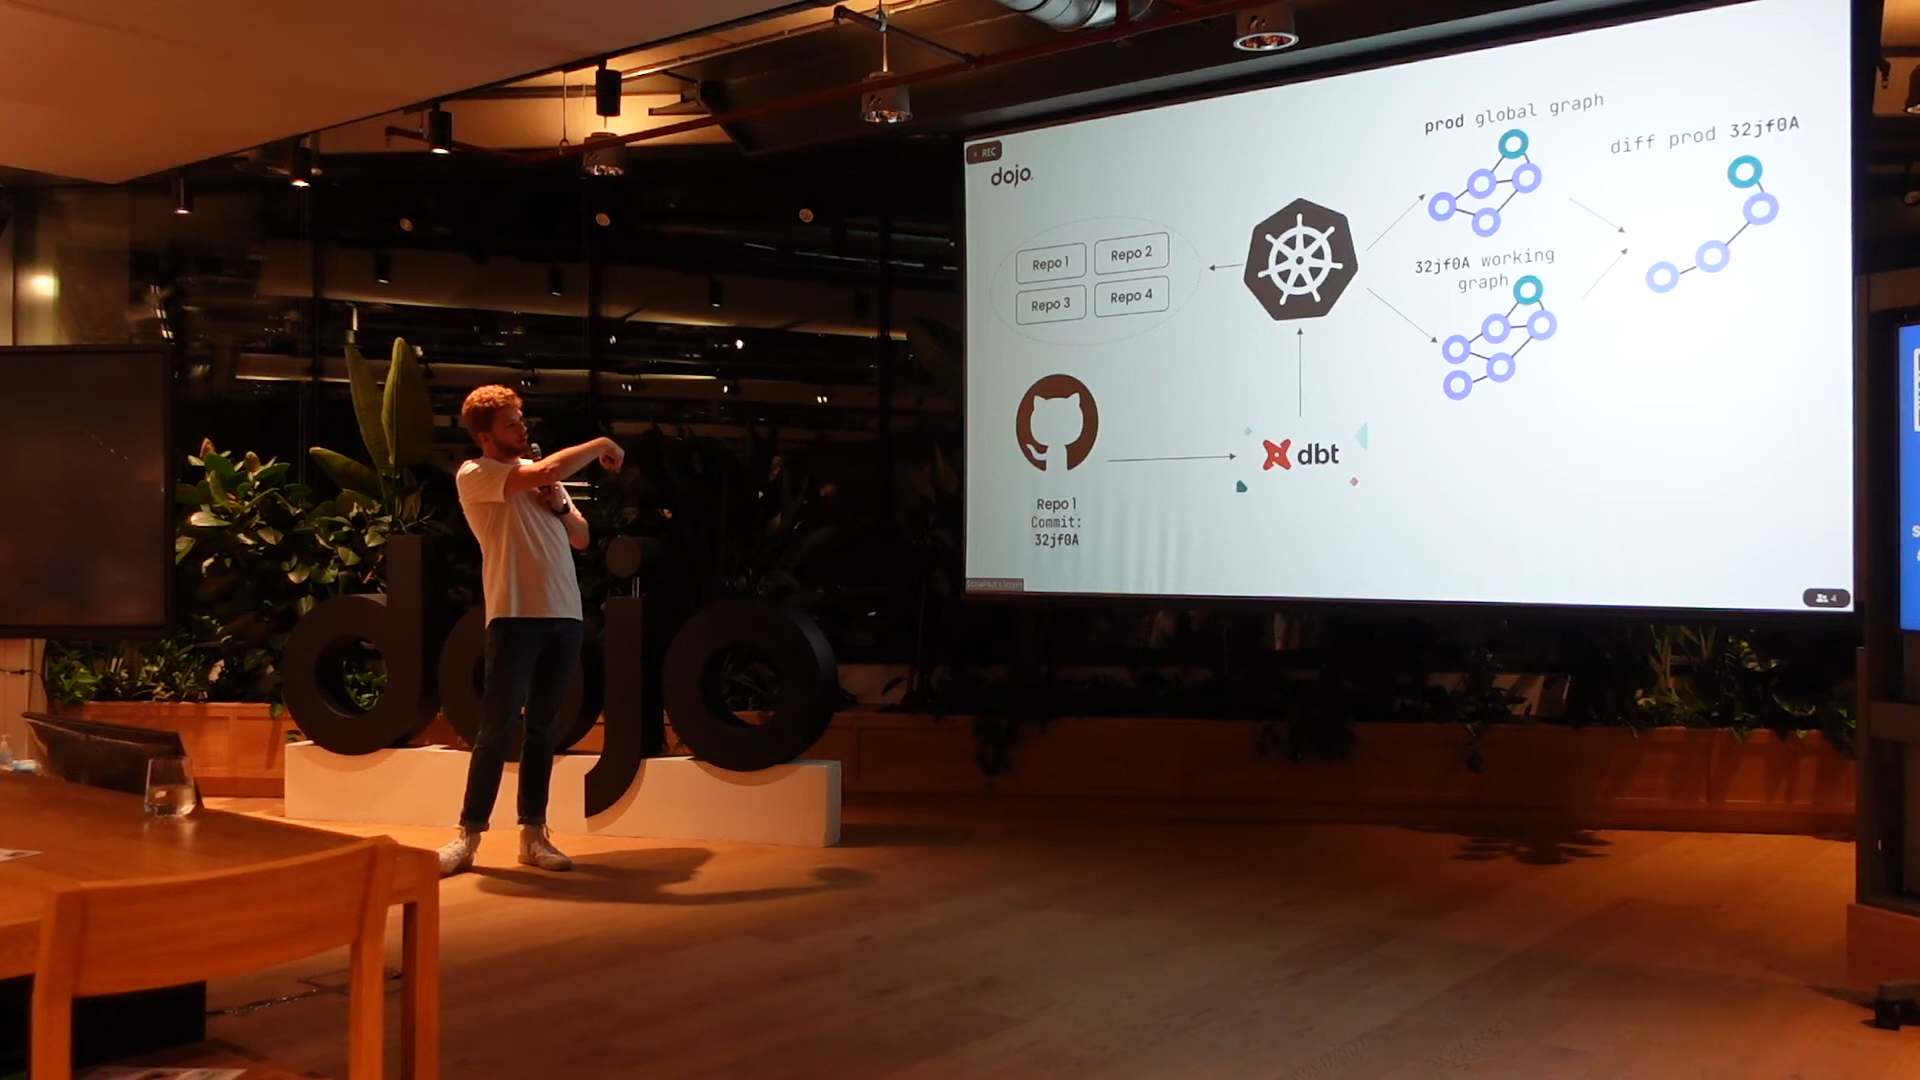 REC
dojo.
prod global graph
diff prod 32jf0A
Repo 1
Repo 2
Repo 3
Repo 4
32jf0A working
graph
dbt
Repo 1
Commit:
32jf0A
4
dojo